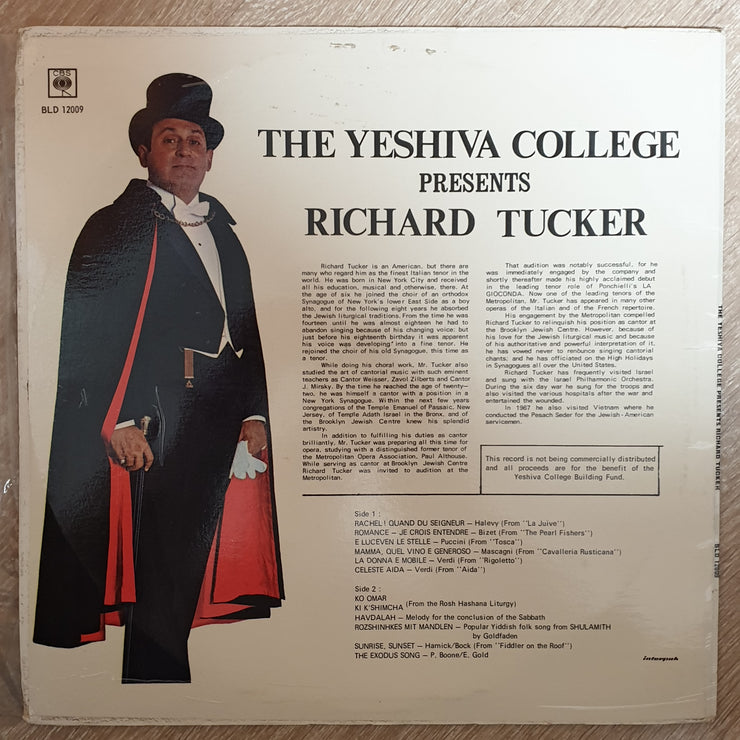 CBS
BLD 12009
THE YESHIVA COLLEGE
PRESENTS
RICHARD TUCKER
Richard Tucker is an American, but there are
many who regard him as the finest Italian tenor in the
world. He was born in New York City and received
all his education, musical and otherwise, there. At
the age of six he joined the choir of an orthodox
Synagogue of New York's lower East Side as a boy
alto, and for the following eight years he absorbed
the Jewish liturgical traditions. From the time he was
fourteen until he was almost eighteen he had to
abandon singing because of his changing voice; but
just before his eighteenth birthday it was apparent
his voice was developing into a fine tenor. He
rejoined the choir of his old Synagogue, this time as
a tenor.
While doing his choral work, Mr. Tucker also
studied the art of cantorial music with such eminent
teachers as Cantor Weisser, Zavol Zilberts and Cantor
J. Mirsky. By the time he reached the age of twenty-
two, he was himself a cantor with a position in a
New York Synagogue. Within the next few years
congregations of the Temple Emanuel of Passaic, New
Jersey, of Temple Adath Israel in the Bronx, and of
the Brooklyn Jewish Centre knew his splendid
artistry.
In addition to fulfilling his duties as cantor
brilliantly, Mr. Tucker was preparing all this time for
opera, studying with a distinguished former tenor of
the Metropolitan Opera Association, Paul Althouse.
While serving as cantor at Brooklyn Jewish Centre
Richard Tucker was invited to audition at the
Metropolitan.
That audition was notably successful, for he
was immediately engaged by the company and
shortly thereafter made his highly acclaimed debut
in the leading tenor role of Ponchielli's LA
GIOCONDA. Now one of the leading tenors of the
Metropolitan, Mr. Tucker has appeared in many other
operas of the Italian and of the French repertoire.
His engagement by the Metropolitan compelled
Richard Tucker to relinquish his position as cantor at
the Brooklyn Jewish Centre. However, because of
his love for the Jewish liturgical music and because
of his authoritative and powerful interpretation of it,
he has vowed never to renounce singing cantorial
chants; and he has officiated on the High Holidays
in Synagogues all over the United States.
Richard Tucker has frequently visited Israel
and sung with the Israel Philharmonic Orchestra.
During the six day war he sung for the troops and
also visited the various hospitals after the war and
entertained the wounded.
In 1967 he also visited Vietnam where he
conducted the Pesach Seder for the Jewish-American
servicemen.
This record is not being commercially distributed
and all proceeds are for the benefit of the
Yeshiva College Building Fund.
Side 1 :
RACHEL! QUAND DU SEIGNEUR — Halevy (From ''La Juive'')
ROMANCE — JE CROIS ENTENDRE — Bizet (From ''The Pearl Fishers'')
E LUCEVEN LE STELLE — Puccini (From ''Tosca'')
MAMMA, QUEL VINO E GENEROSO — Mascagni (From ''Cavalleria Rusticana'')
LA DONNA E MOBILE — Verdi (From ''Rigoletto'')
CELESTE AIDA — Verdi (From ''Aida'')
Side 2 :
KO OMAR
KI K'SHIMCHA (From the Rosh Hashana Liturgy)
HAVDALAH — Melody for the conclusion of the Sabbath
ROZSHINHKES MIT MANDLEN — Popular Yiddish folk song from SHULAMITH
by Goldfaden
SUNRISE, SUNSET — Harnick/Bock (From ''Fiddler on the Roof'')
THE EXODUS SONG — P. Boone/E. Gold
interpak
THE YESHIVA COLLEGE PRESENTS RICHARD TUCKER
BLD 12009